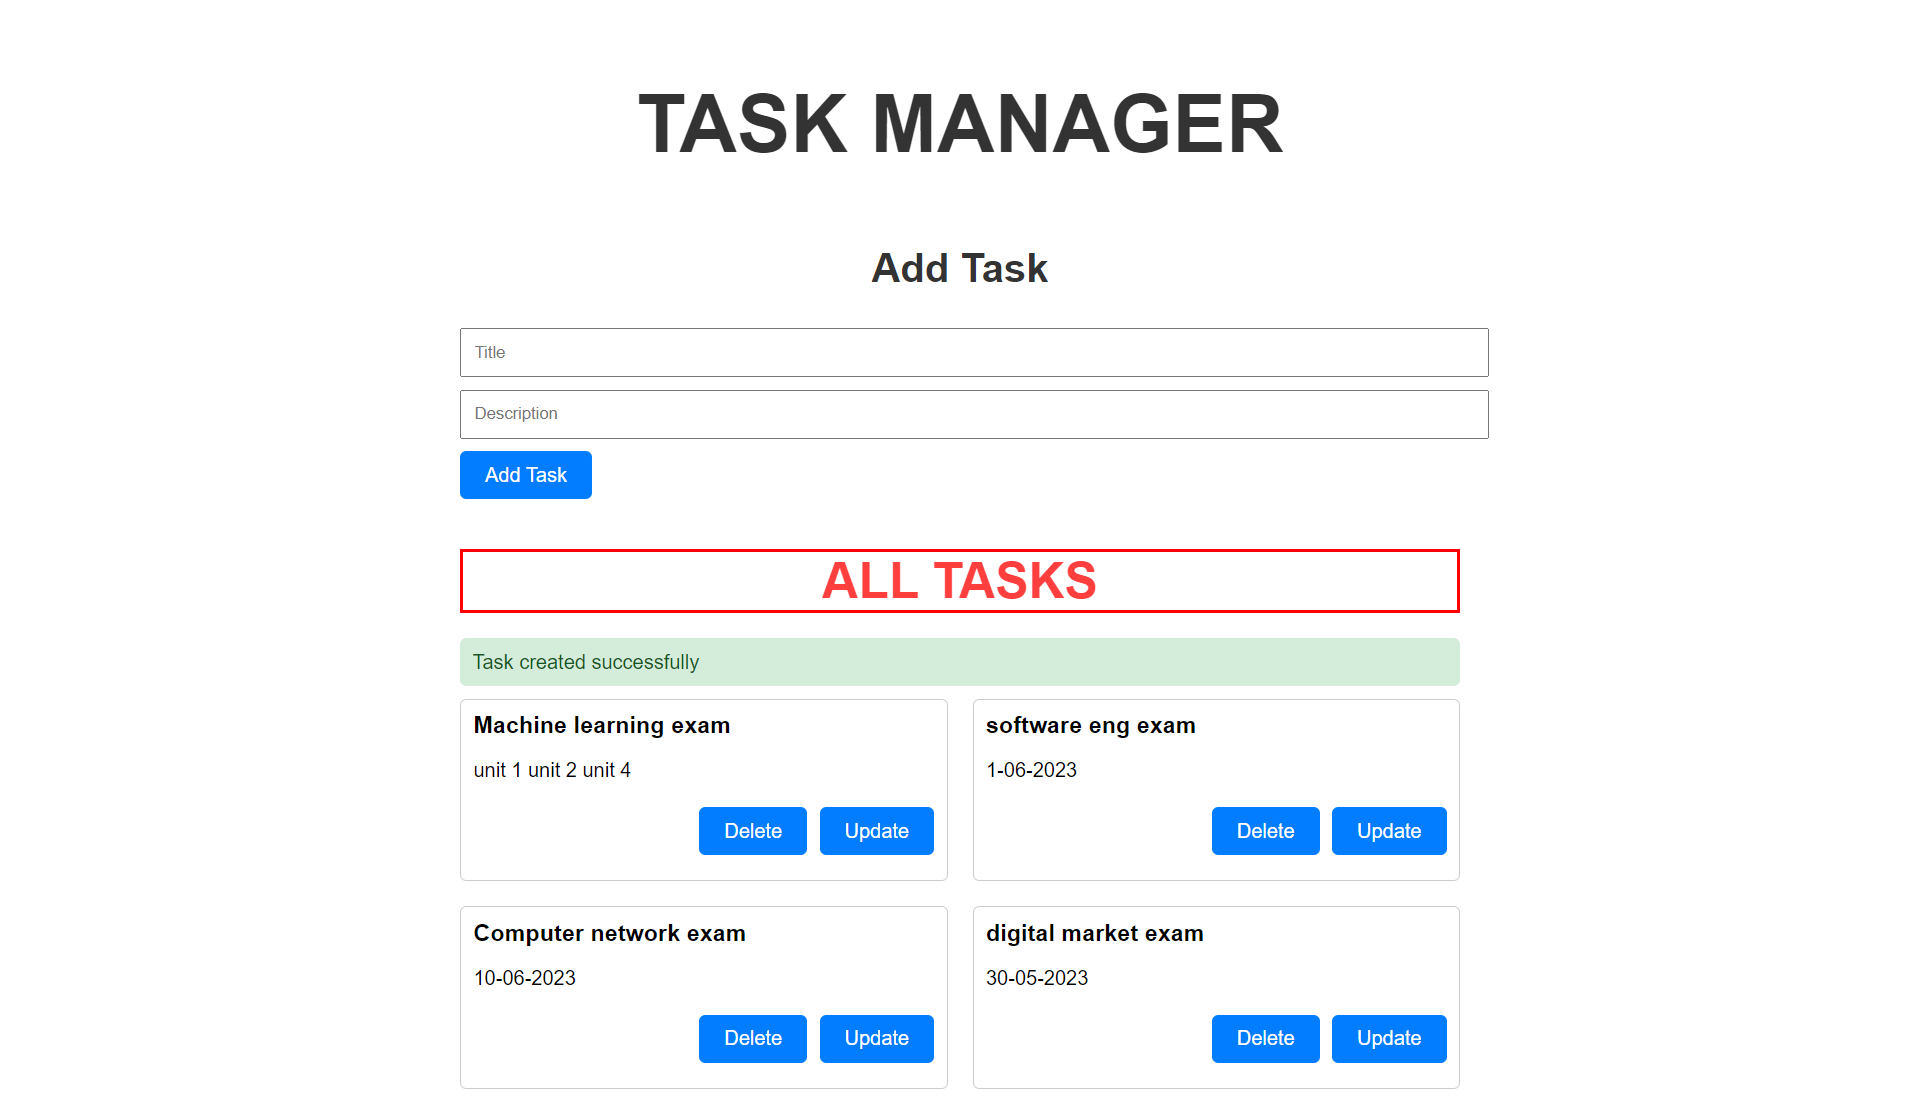 TASK MANAGER
Add Task
Title
Description
Add Task
ALL TASKS
Task created successfully
Machine learning exam
unit 1 unit 2 unit 4
Delete Update
software eng exam
1-06-2023
Delete Update
Computer network exam
10-06-2023
Delete Update
digital market exam
30-05-2023
Delete Update